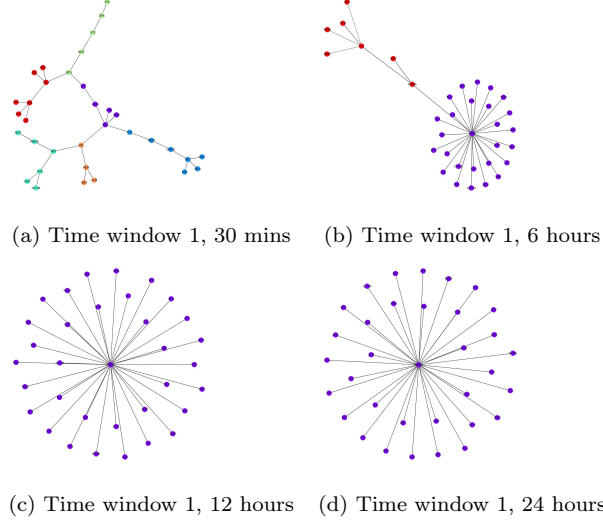 (a) Time window 1, 30 mins
(b) Time window 1, 6 hours
(c) Time window 1, 12 hours
(d) Time window 1, 24 hours